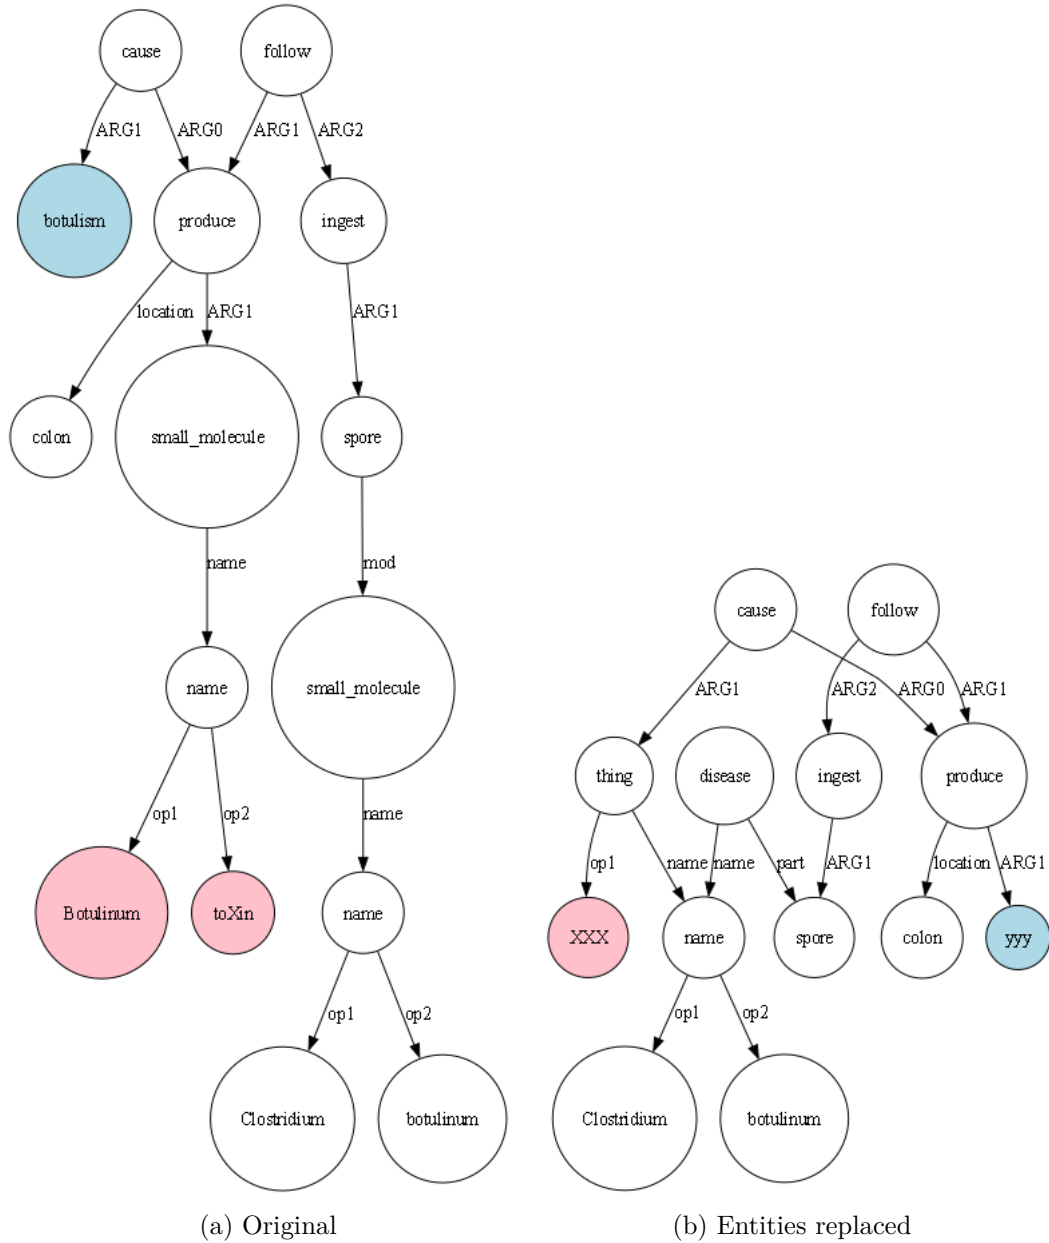 cause
follow
ARG1
ARG0
ARG1
ARG2
botulism
produce
ingest
location
ARG1
ARG1
colon
small_molecule
spore
name
mod
name
small_molecule
op1
op2
name
Botulinum
toXin
name
op1
op2
Clostridium
botulinum
(a) Original
cause
follow
ARG1
ARG2
ARG0
ARG1
thing
disease
ingest
produce
op1
name
name
part
ARG1
location
ARG1
XXX
name
spore
colon
yyy
op1
op2
Clostridium
botulinum
(b) Entities replaced